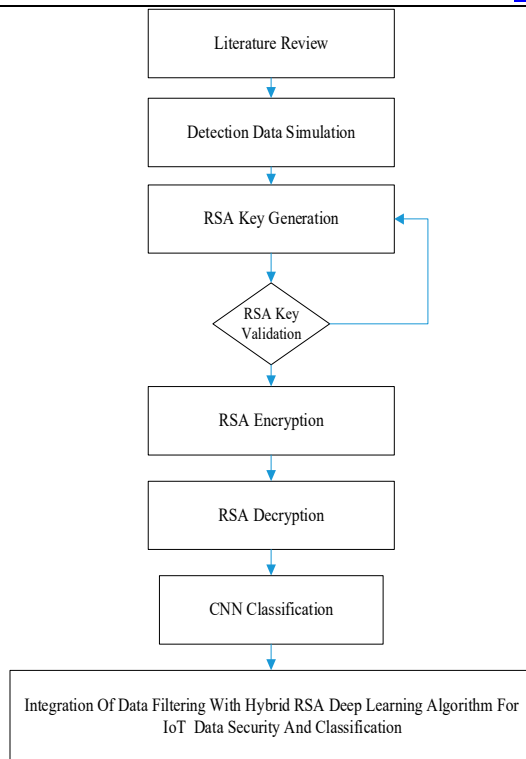 Literature Review
Detection Data Simulation
RSA Key Generation
RSA Key
Validation
RSA Encryption
RSA Decryption
CNN Classification
Integration Of Data Filtering With Hybrid RSA Deep Learning Algorithm For
IoT Data Security And Classification